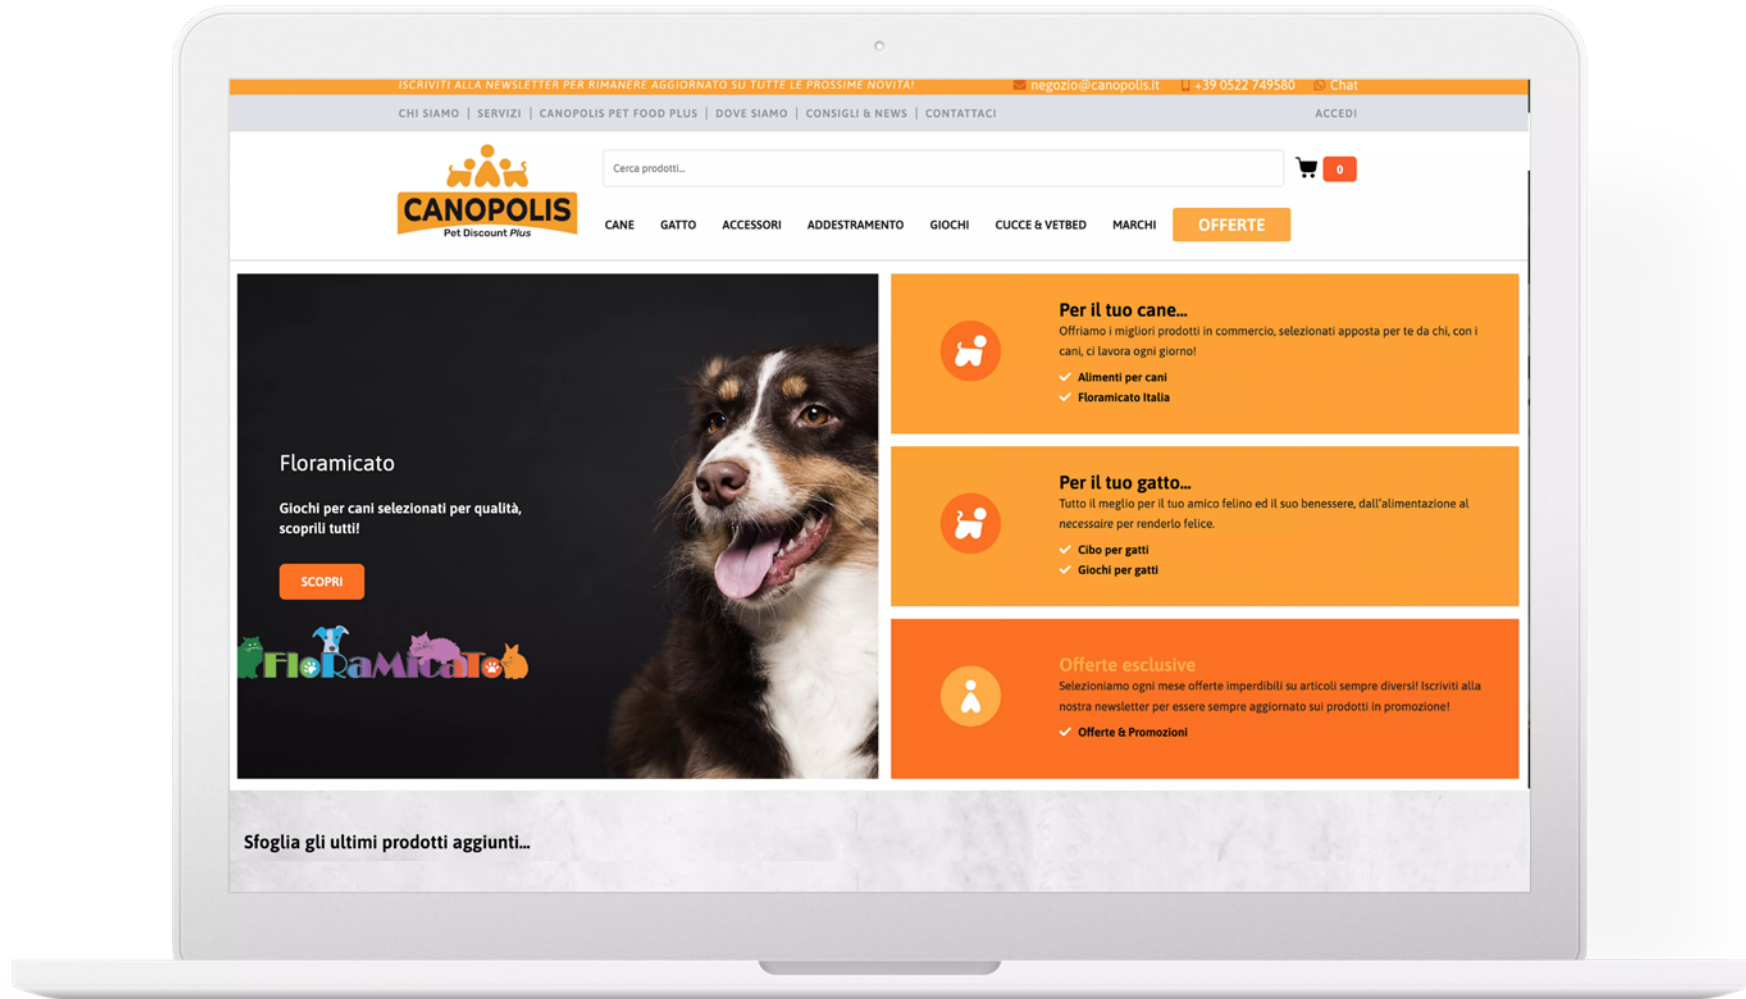 ISCRIVITI ALLA NEWSLETTER PER RIMANERE AGGIORNATO SU TUTTE LE PROSSIME NOVITÀ!
negozio@canopolis.it +39 0522 749580 Chat
CHI SIAMO | SERVIZI | CANOPOLIS PET FOOD PLUS | DOVE SIAMO | CONSIGLI & NEWS | CONTATTACI
ACCEDI
CANOPOLIS
Pet Discount Plus
Cerca prodotti...
0
CANE GATTO ACCESSORI ADDESTRAMENTO GIOCHI CUCCE & VETBED MARCHI OFFERTE
Floramicato
Giochi per cani selezionati per qualità,
scoprili tutti!
SCOPRI
FloRaMicaTo
Per il tuo cane...
Offriamo i migliori prodotti in commercio, selezionati apposta per te da chi, con i
cani, ci lavora ogni giorno!
Alimenti per cani
Floramicato Italia
Per il tuo gatto...
Tutto il meglio per il tuo amico felino ed il suo benessere, dall'alimentazione al
necessaire per renderlo felice.
Cibo per gatti
Giochi per gatti
Offerte esclusive
Selezioniamo ogni mese offerte imperdibili su articoli sempre diversi! Iscriviti alla
nostra newsletter per essere sempre aggiornato sui prodotti in promozione!
Offerte & Promozioni
Sfoglia gli ultimi prodotti aggiunti...